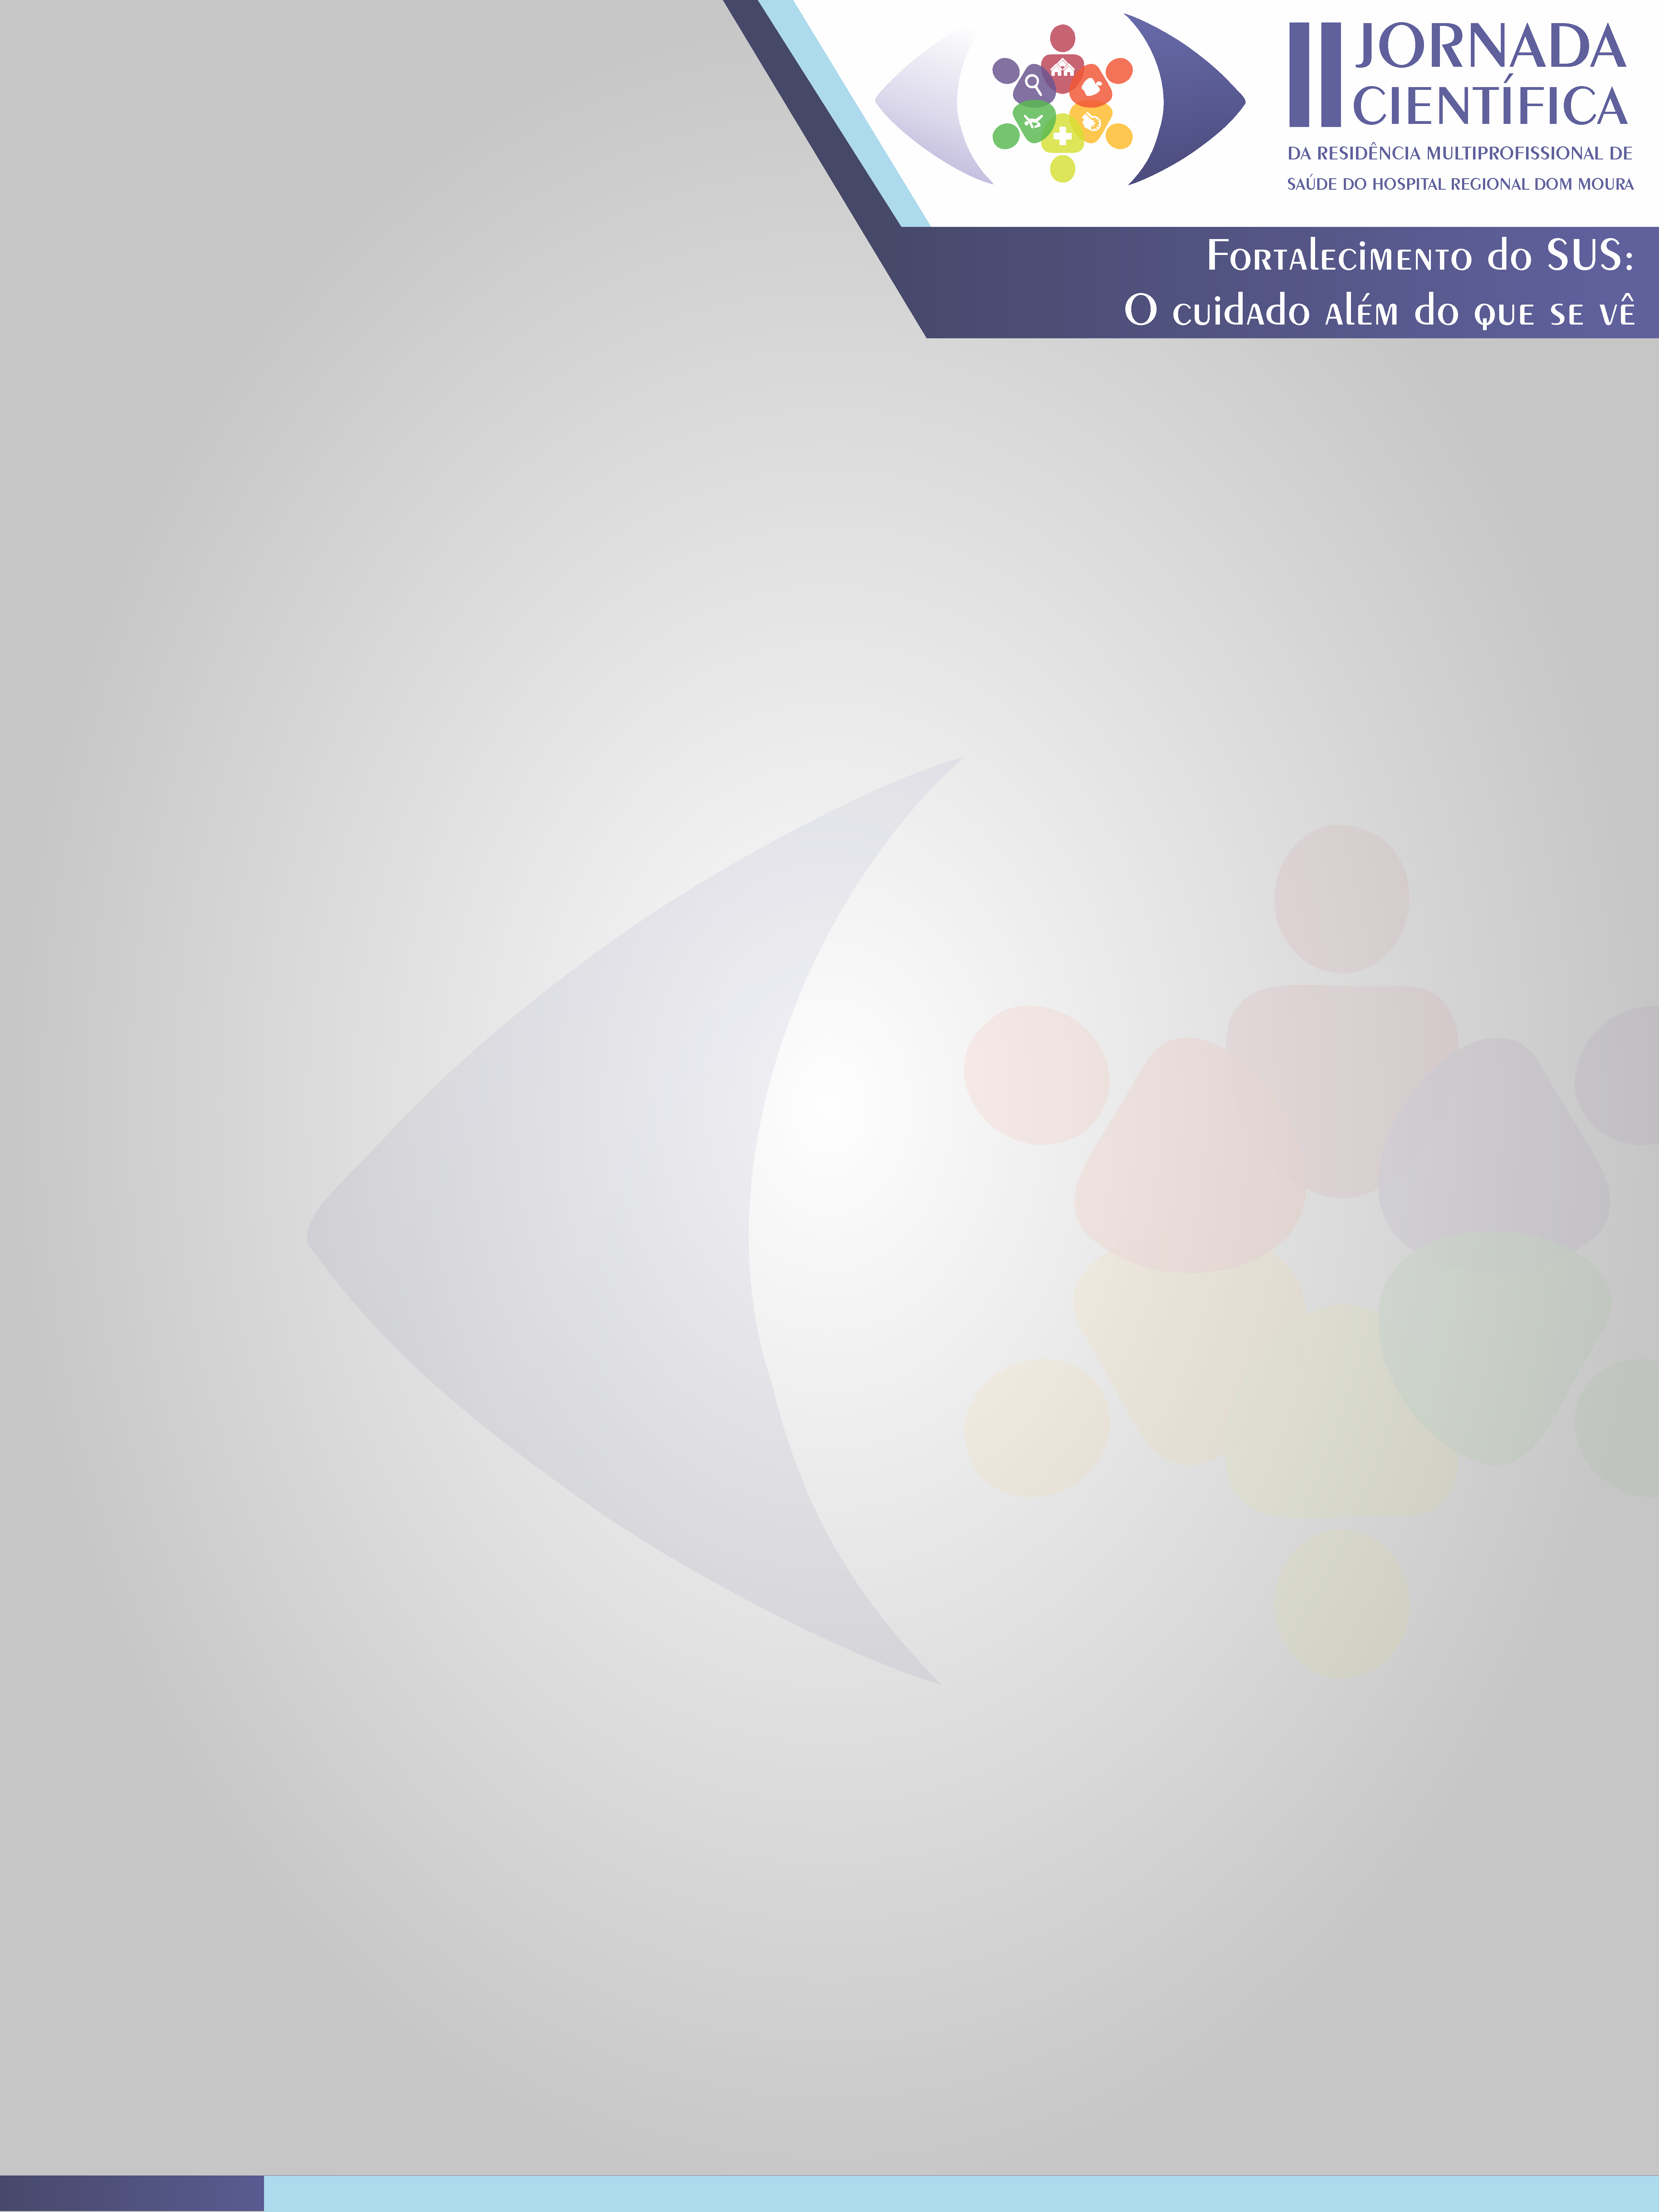 II JORNADA
CIENTÍFICA
DA RESIDÊNCIA MULTIPROFISSIONAL DE
SAÚDE DO HOSPITAL REGIONAL DOM MOURA
Fortalecimento do SUS:
O cuidado além do que se vê